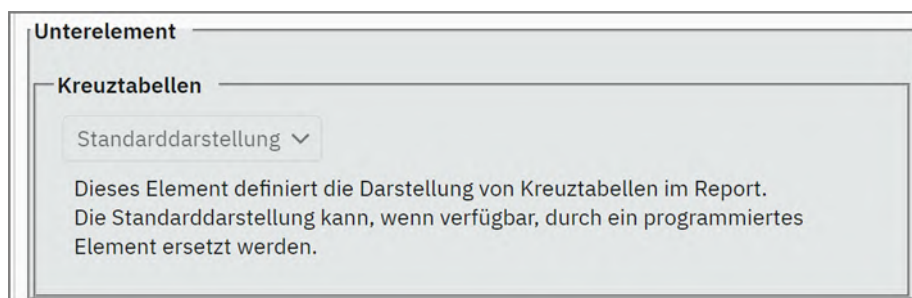 Unterelement
Kreuztabellen
Standarddarstellung
Dieses Element definiert die Darstellung von Kreuztabellen im Report.
Die Standarddarstellung kann, wenn verfügbar, durch ein programmiertes
Element ersetzt werden.